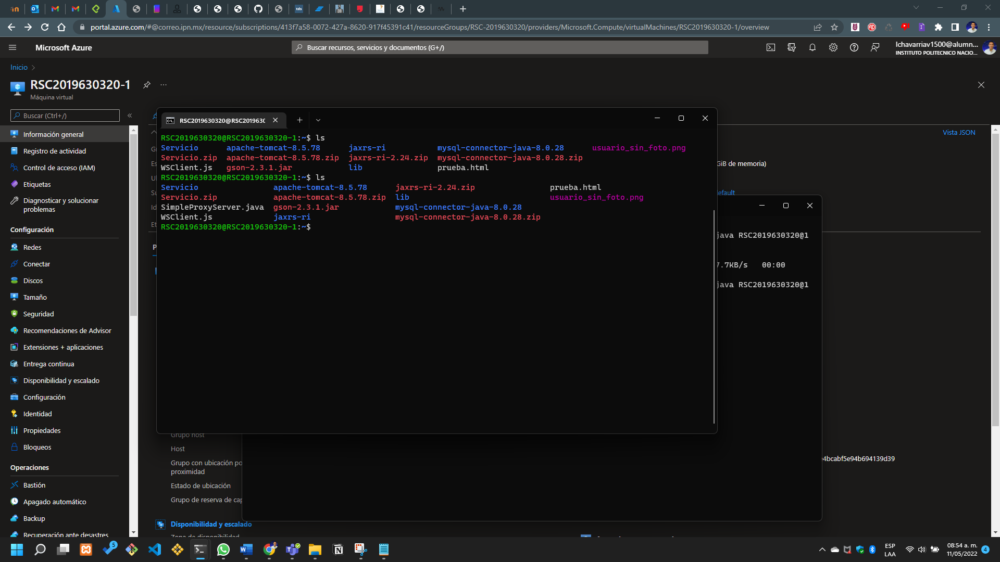 tds
portal.azure.com/#@correo.ipn.mx/resource/subscriptions/413f7a58-0072-427a-8620-917f45391c41/resourceGroups/RSC-2019630320/providers/Microsoft.Compute/virtualMachines/RSC2019630320-1/overview
Microsoft Azure
Buscar recursos, servicios y documentos (G+/)
lchavarriav1500@alumn...
INSTITUTO POLITECNICO NACIO...
Inicio
RSC2019630320-1
Máquina virtual
Buscar (Ctrl+/)
Información general
Registro de actividad
Control de acceso (IAM)
Etiquetas
Diagnosticar y solucionar
problemas
Configuración
Redes
Conectar
Discos
Tamaño
Seguridad
Recomendaciones de Advisor
Extensiones + aplicaciones
Entrega continua
Disponibilidad y escalado
Configuración
Identidad
Propiedades
Bloqueos
Operaciones
Bastión
Apagado automático
Backup
Recuperación ante desastres
RSC2019630320@RSC201963(
RSC2019630320@RSC2019630320-1:~$ ls
Servicio apache-tomcat-8.5.78 jaxrs-ri mysql-connector-java-8.0.28 usuario_sin_foto.png
Servicio.zip apache-tomcat-8.5.78.zip jaxrs-ri-2.24.zip mysql-connector-java-8.0.28.zip
WSClient.js gson-2.3.1.jar lib prueba.html
RSC2019630320@RSC2019630320-1:~$ ls
Servicio apache-tomcat-8.5.78 jaxrs-ri-2.24.zip prueba.html
Servicio.zip apache-tomcat-8.5.78.zip lib usuario_sin_foto.png
SimpleProxyServer.java gson-2.3.1.jar mysql-connector-java-8.0.28
WSClient.js jaxrs-ri mysql-connector-java-8.0.28.zip
RSC2019630320@RSC2019630320-1:~$
Vista JSON
GiB de memoria)
efault
java RSC2019630320@1
7.7KB/s 00:00
java RSC2019630320@1
Grupo host
Host
Grupo con ubicación po
proximidad
Estado de ubicación
Grupo de reserva de cap
4bcabf5e94b694139d39
Disponibilidad y escalado
Zona de disponibilidad
5
ESP
LAA
08:54 a. m.
11/05/2022
4